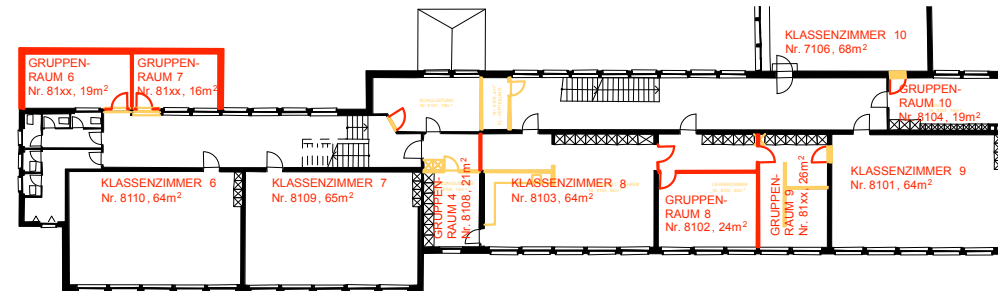 KLASSENZIMMER 10
Nr. 7106, 68m²
GRUPPEN-
RAUM 6
Nr. 81xx, 19m²
GRUPPEN-
RAUM 7
Nr. 81xx, 16m²
GRUPPEN-
RAUM 10
Nr. 8104, 19m²
KLASSENZIMMER 6
Nr. 8110, 64m²
KLASSENZIMMER 7
Nr. 8109, 65m²
GRUPPEN-
RAUM 4
Nr. 8108, 21m²
KLASSENZIMMER 8
Nr. 8103, 64m²
GRUPPEN-
RAUM 8
Nr. 8102, 24m²
GRUPPEN-
RAUM 9
Nr. 81xx, 26m²
KLASSENZIMMER 9
Nr. 8101, 64m²